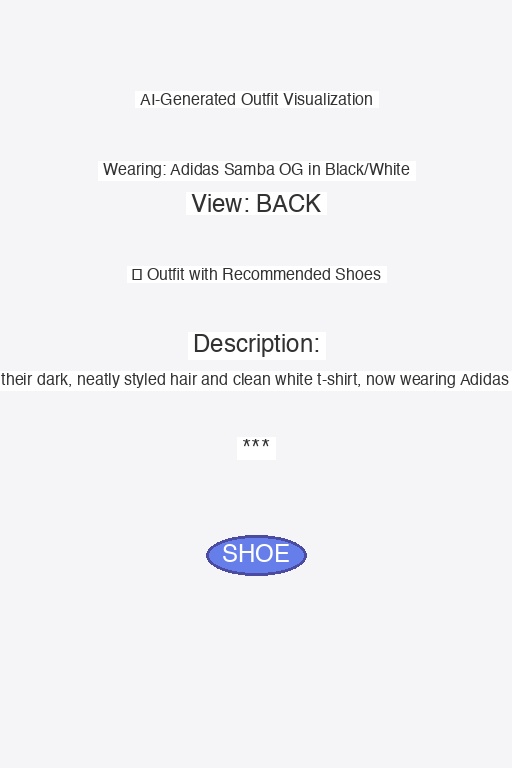 AI-Generated Outfit Visualization
Wearing: Adidas Samba OG in Black/White
View: BACK
Outfit with Recommended Shoes
Description:
their dark, neatly styled hair and clean white t-shirt, now wearing Adidas
***
SHOE